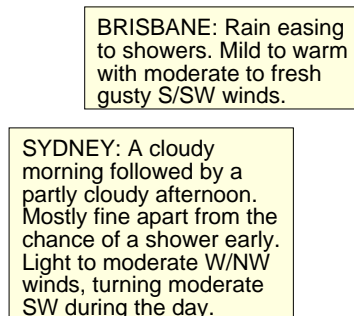 BRISBANE: Rain easing
to showers. Mild to warm
with moderate to fresh
gusty S/SW winds.
SYDNEY: A cloudy
morning followed by a
partly cloudy afternoon.
Mostly fine apart from the
chance of a shower early.
Light to moderate W/NW
winds, turning moderate
SW during the day.